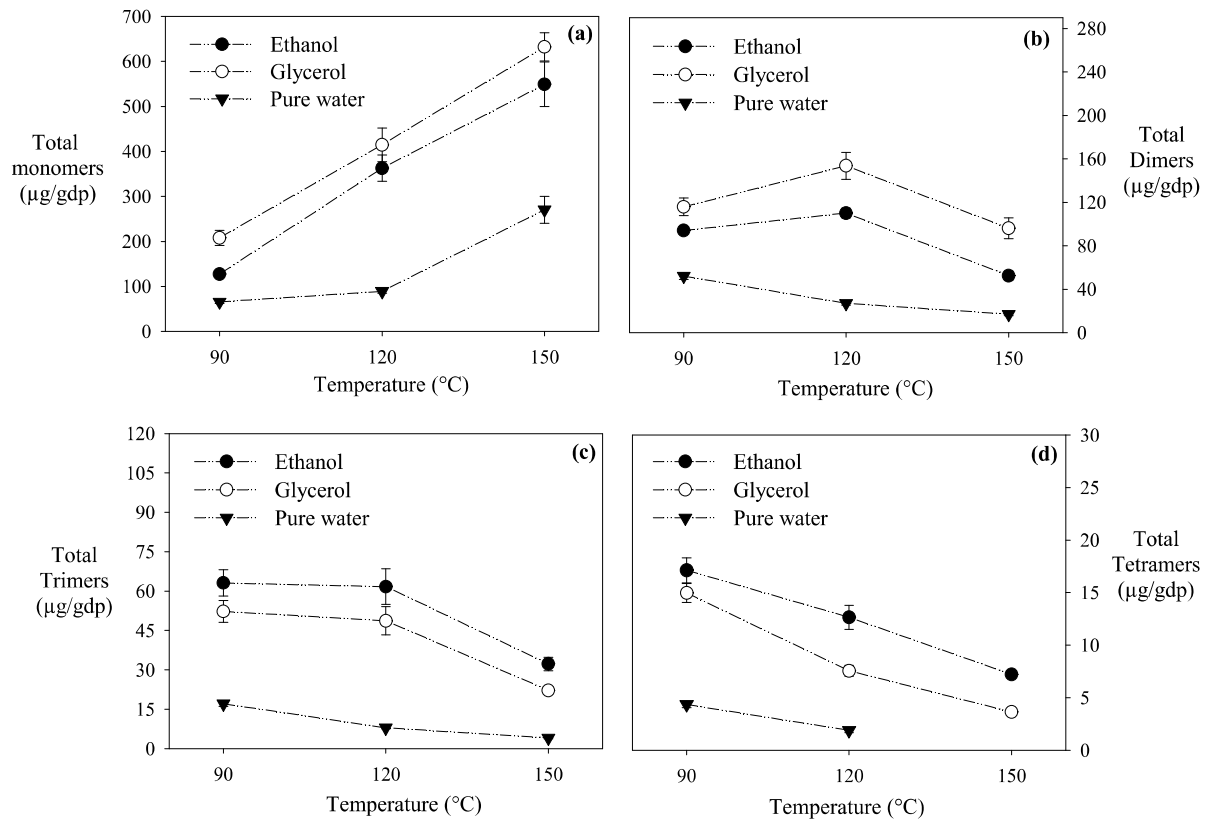 (a)
Ethanol
Glycerol
Pure water
Total
monomers
(µg/gdp)
700
600
500
400
300
200
100
0
90 120 150
Temperature (°C)
(b)
Ethanol
Glycerol
Pure water
Total
Dimers
(µg/gdp)
280
240
200
160
120
80
40
0
90 120 150
Temperature (°C)
(c)
Ethanol
Glycerol
Pure water
Total
Trimers
(µg/gdp)
120
105
90
75
60
45
30
15
0
90 120 150
Temperature (°C)
(d)
Ethanol
Glycerol
Pure water
Total
Tetramers
(µg/gdp)
30
25
20
15
10
5
0
90 120 150
Temperature (°C)